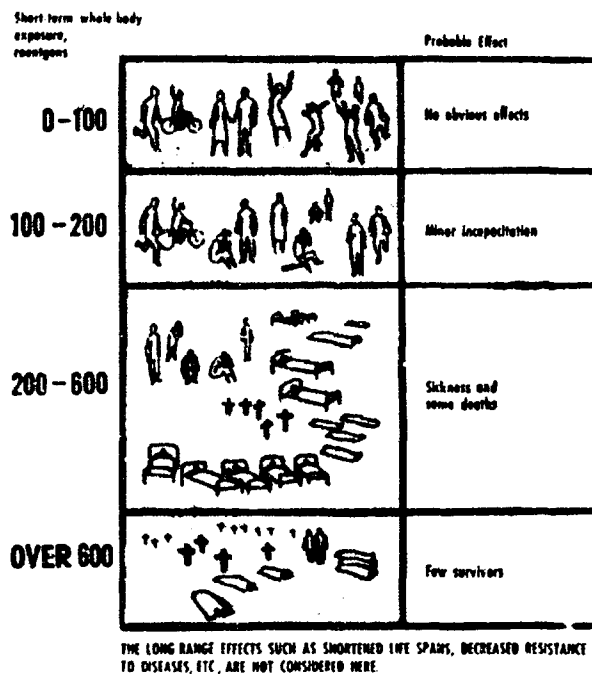 Short term whole body
exposure,
roentgens
Probable Effect
0-100
No obvious effects
100-200
Minor incapacitation
200-600
Sickness and
some deaths
OVER 600
Few survivors
THE LONG RANGE EFFECTS SUCH AS SHORTENED LIFE SPANS, DECREASED RESISTANCE
TO DISEASES, ETC, ARE NOT CONSIDERED HERE.